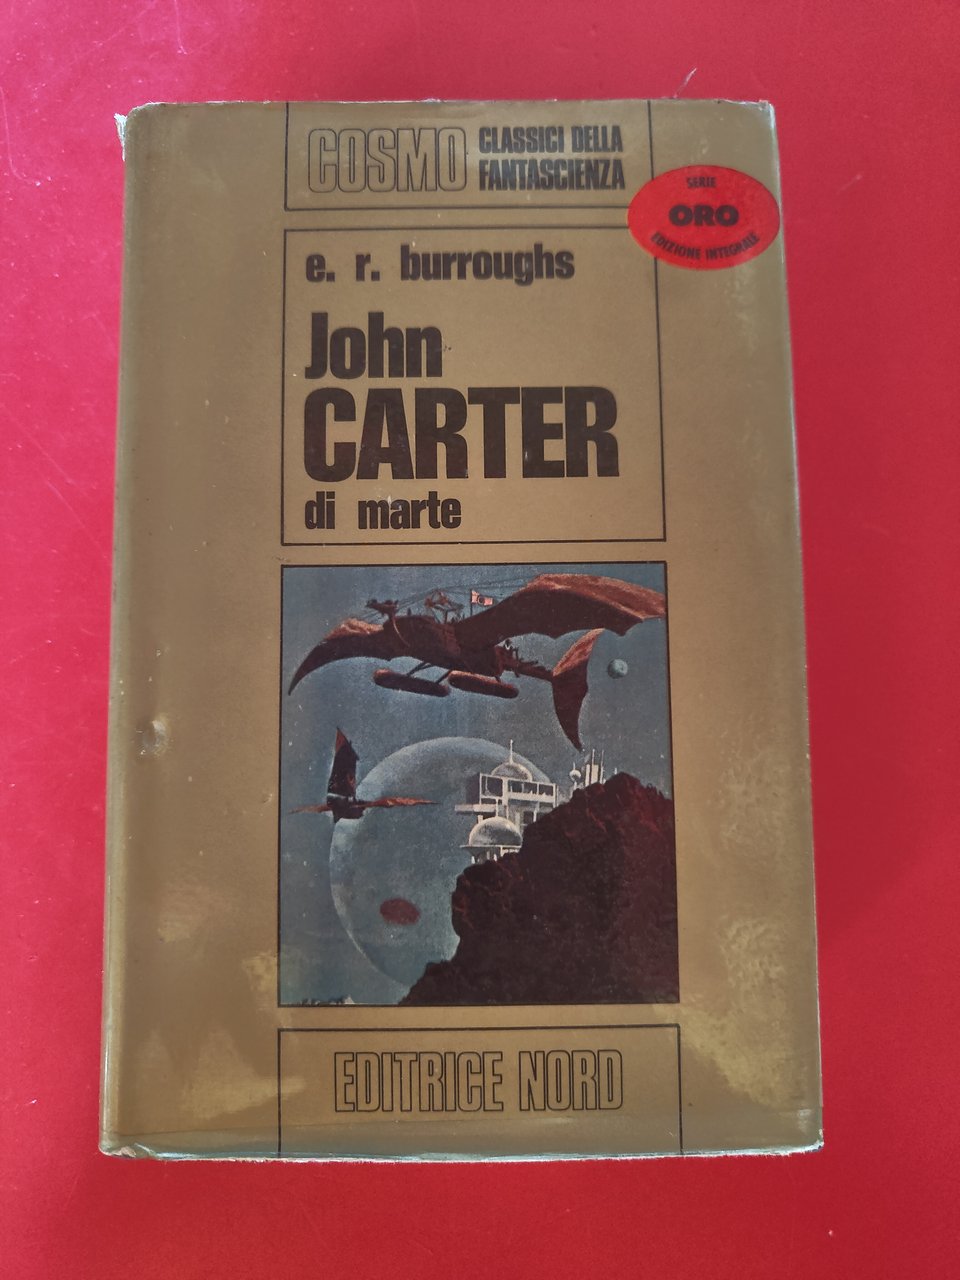 COSMO
CLASSICI DELLA
FANTASCIENZA
SERIE
ORO
EDIZIONE INTEGRALE
e. r. burroughs
John
CARTER
di marte
EDITRICE NORD